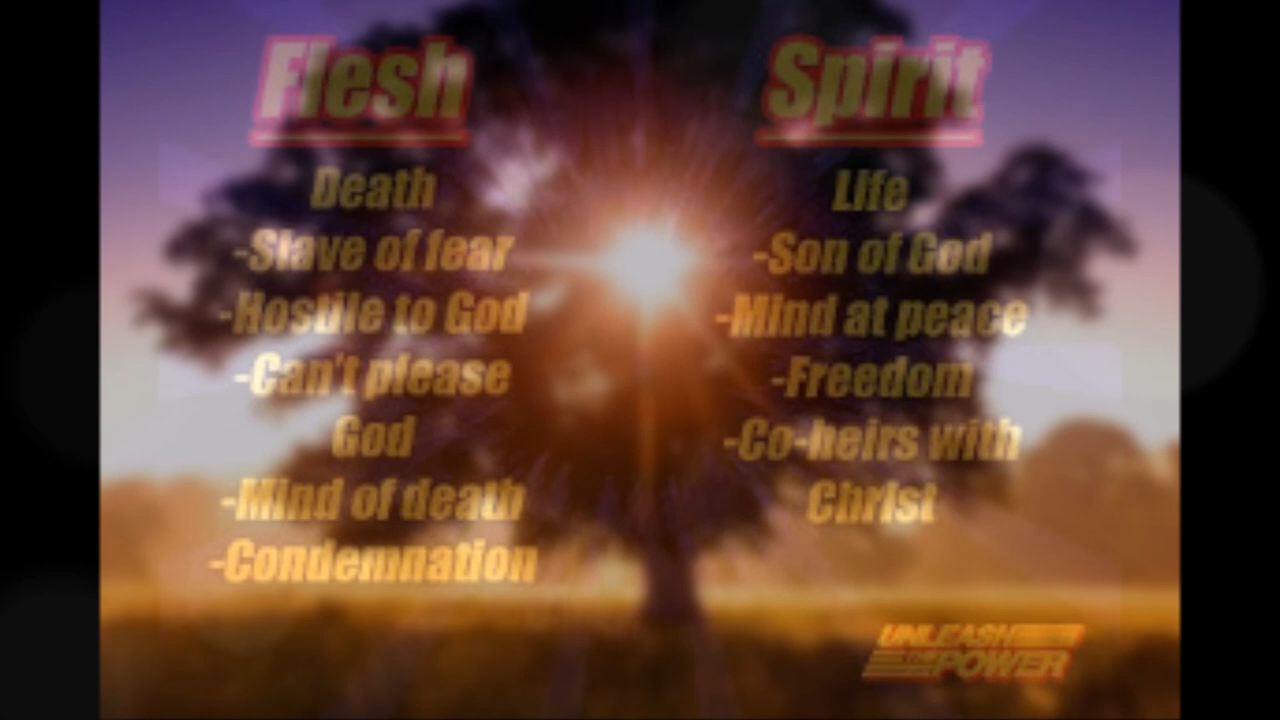 Flesh
Death
-Slave of fear
-Hostile to God
-Can't please
God
-Mind of death
-Condemnation
Spirit
Life
-Son of God
-Mind at peace
-Freedom
-Co-heirs with
Christ
UNLEASH
THE POWER